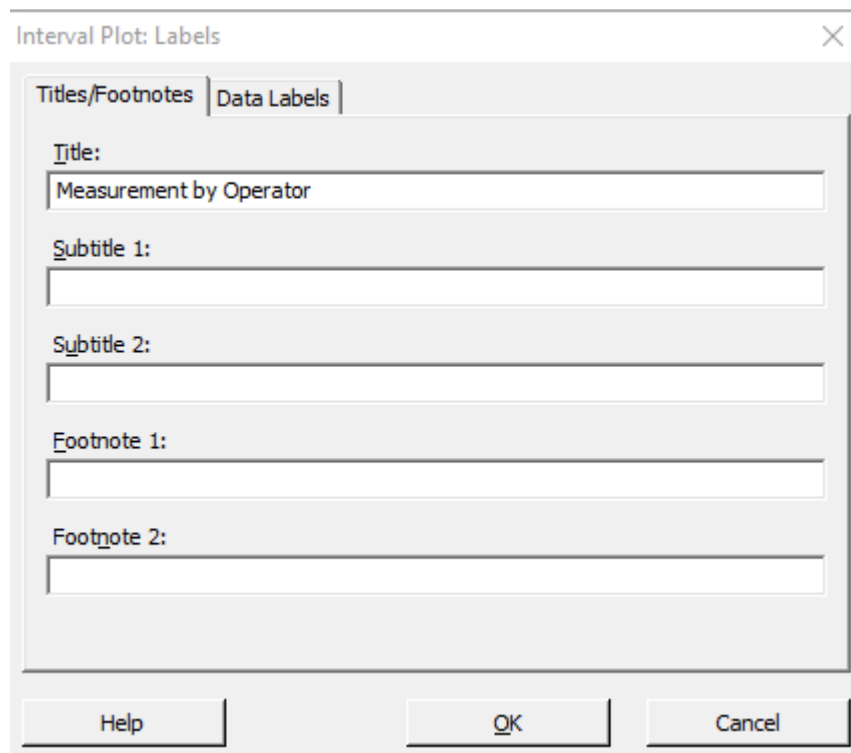 Interval Plot: Labels
Titles/Footnotes Data Labels
Title:
Measurement by Operator
Subtitle 1:
Subtitle 2:
Footnote 1:
Footnote 2:
Help OK Cancel